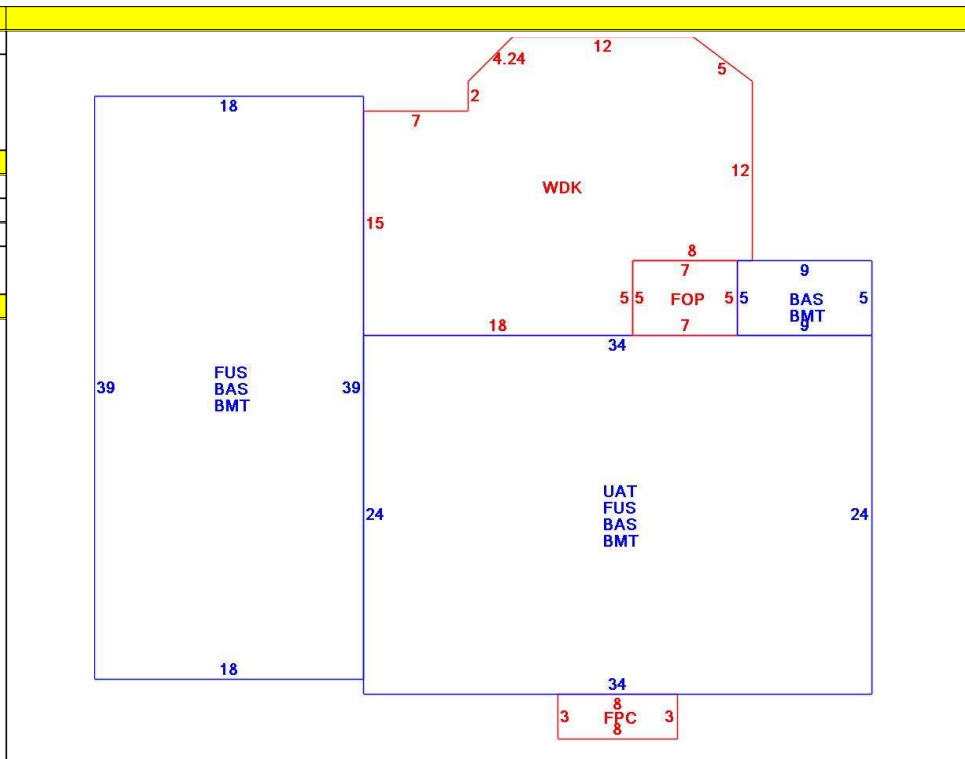 12
4.24
5
2
18
7
12
WDK
15
8
7
9
5 5 FOP 5 5 BAS 5
BMT
18 7 9
34
FUS
39 BAS 39
BMT
UAT
24 FUS 24
BAS
BMT
18
34
8
3 FPC 3
8